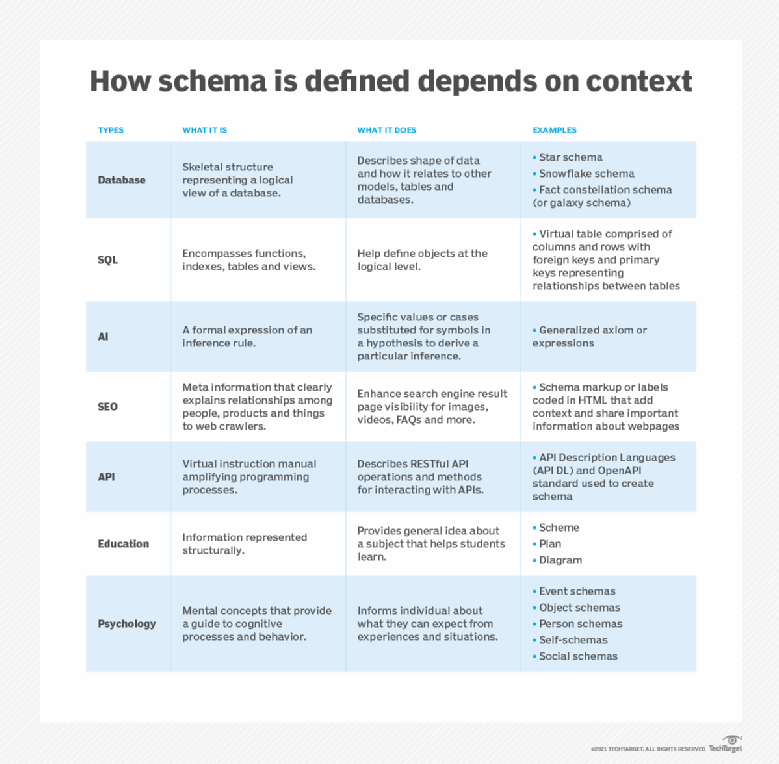 How schema is defined depends on context
TYPES
WHAT IT IS
WHAT IT DOES
EXAMPLES
Database
Skeletal structure
representing a logical
view of a database.
Describes shape of data
and how it relates to other
models, tables and
databases.
• Star schema
• Snowflake schema
• Fact constellation schema
(or galaxy schema)
SQL
Encompasses functions,
indexes, tables and views.
Help define objects at the
logical level.
• Virtual table comprised of
columns and rows with
foreign keys and primary
keys representing
relationships between tables
AI
A formal expression of an
inference rule.
Specific values or cases
substituted for symbols in
a hypothesis to derive a
particular inference.
• Generalized axiom or
expressions
SEO
Meta information that clearly
explains relationships among
people, products and things
to web crawlers.
Enhance search engine result
page visibility for images,
videos, FAQs and more.
• Schema markup or labels
coded in HTML that add
context and share important
information about webpages
API
Virtual instruction manual
amplifying programming
processes.
Describes RESTful API
operations and methods
for interacting with APIs.
• API Description Languages
(API DL) and OpenAPI
standard used to create
schema
Education
Information represented
structurally.
Provides general idea about
a subject that helps students
learn.
• Scheme
• Plan
• Diagram
Psychology
Mental concepts that provide
a guide to cognitive
processes and behavior.
Informs individual about
what they can expect from
experiences and situations.
• Event schemas
• Object schemas
• Person schemas
• Self-schemas
• Social schemas
©2021 TECHTARGET. ALL RIGHTS RESERVED TechTarget